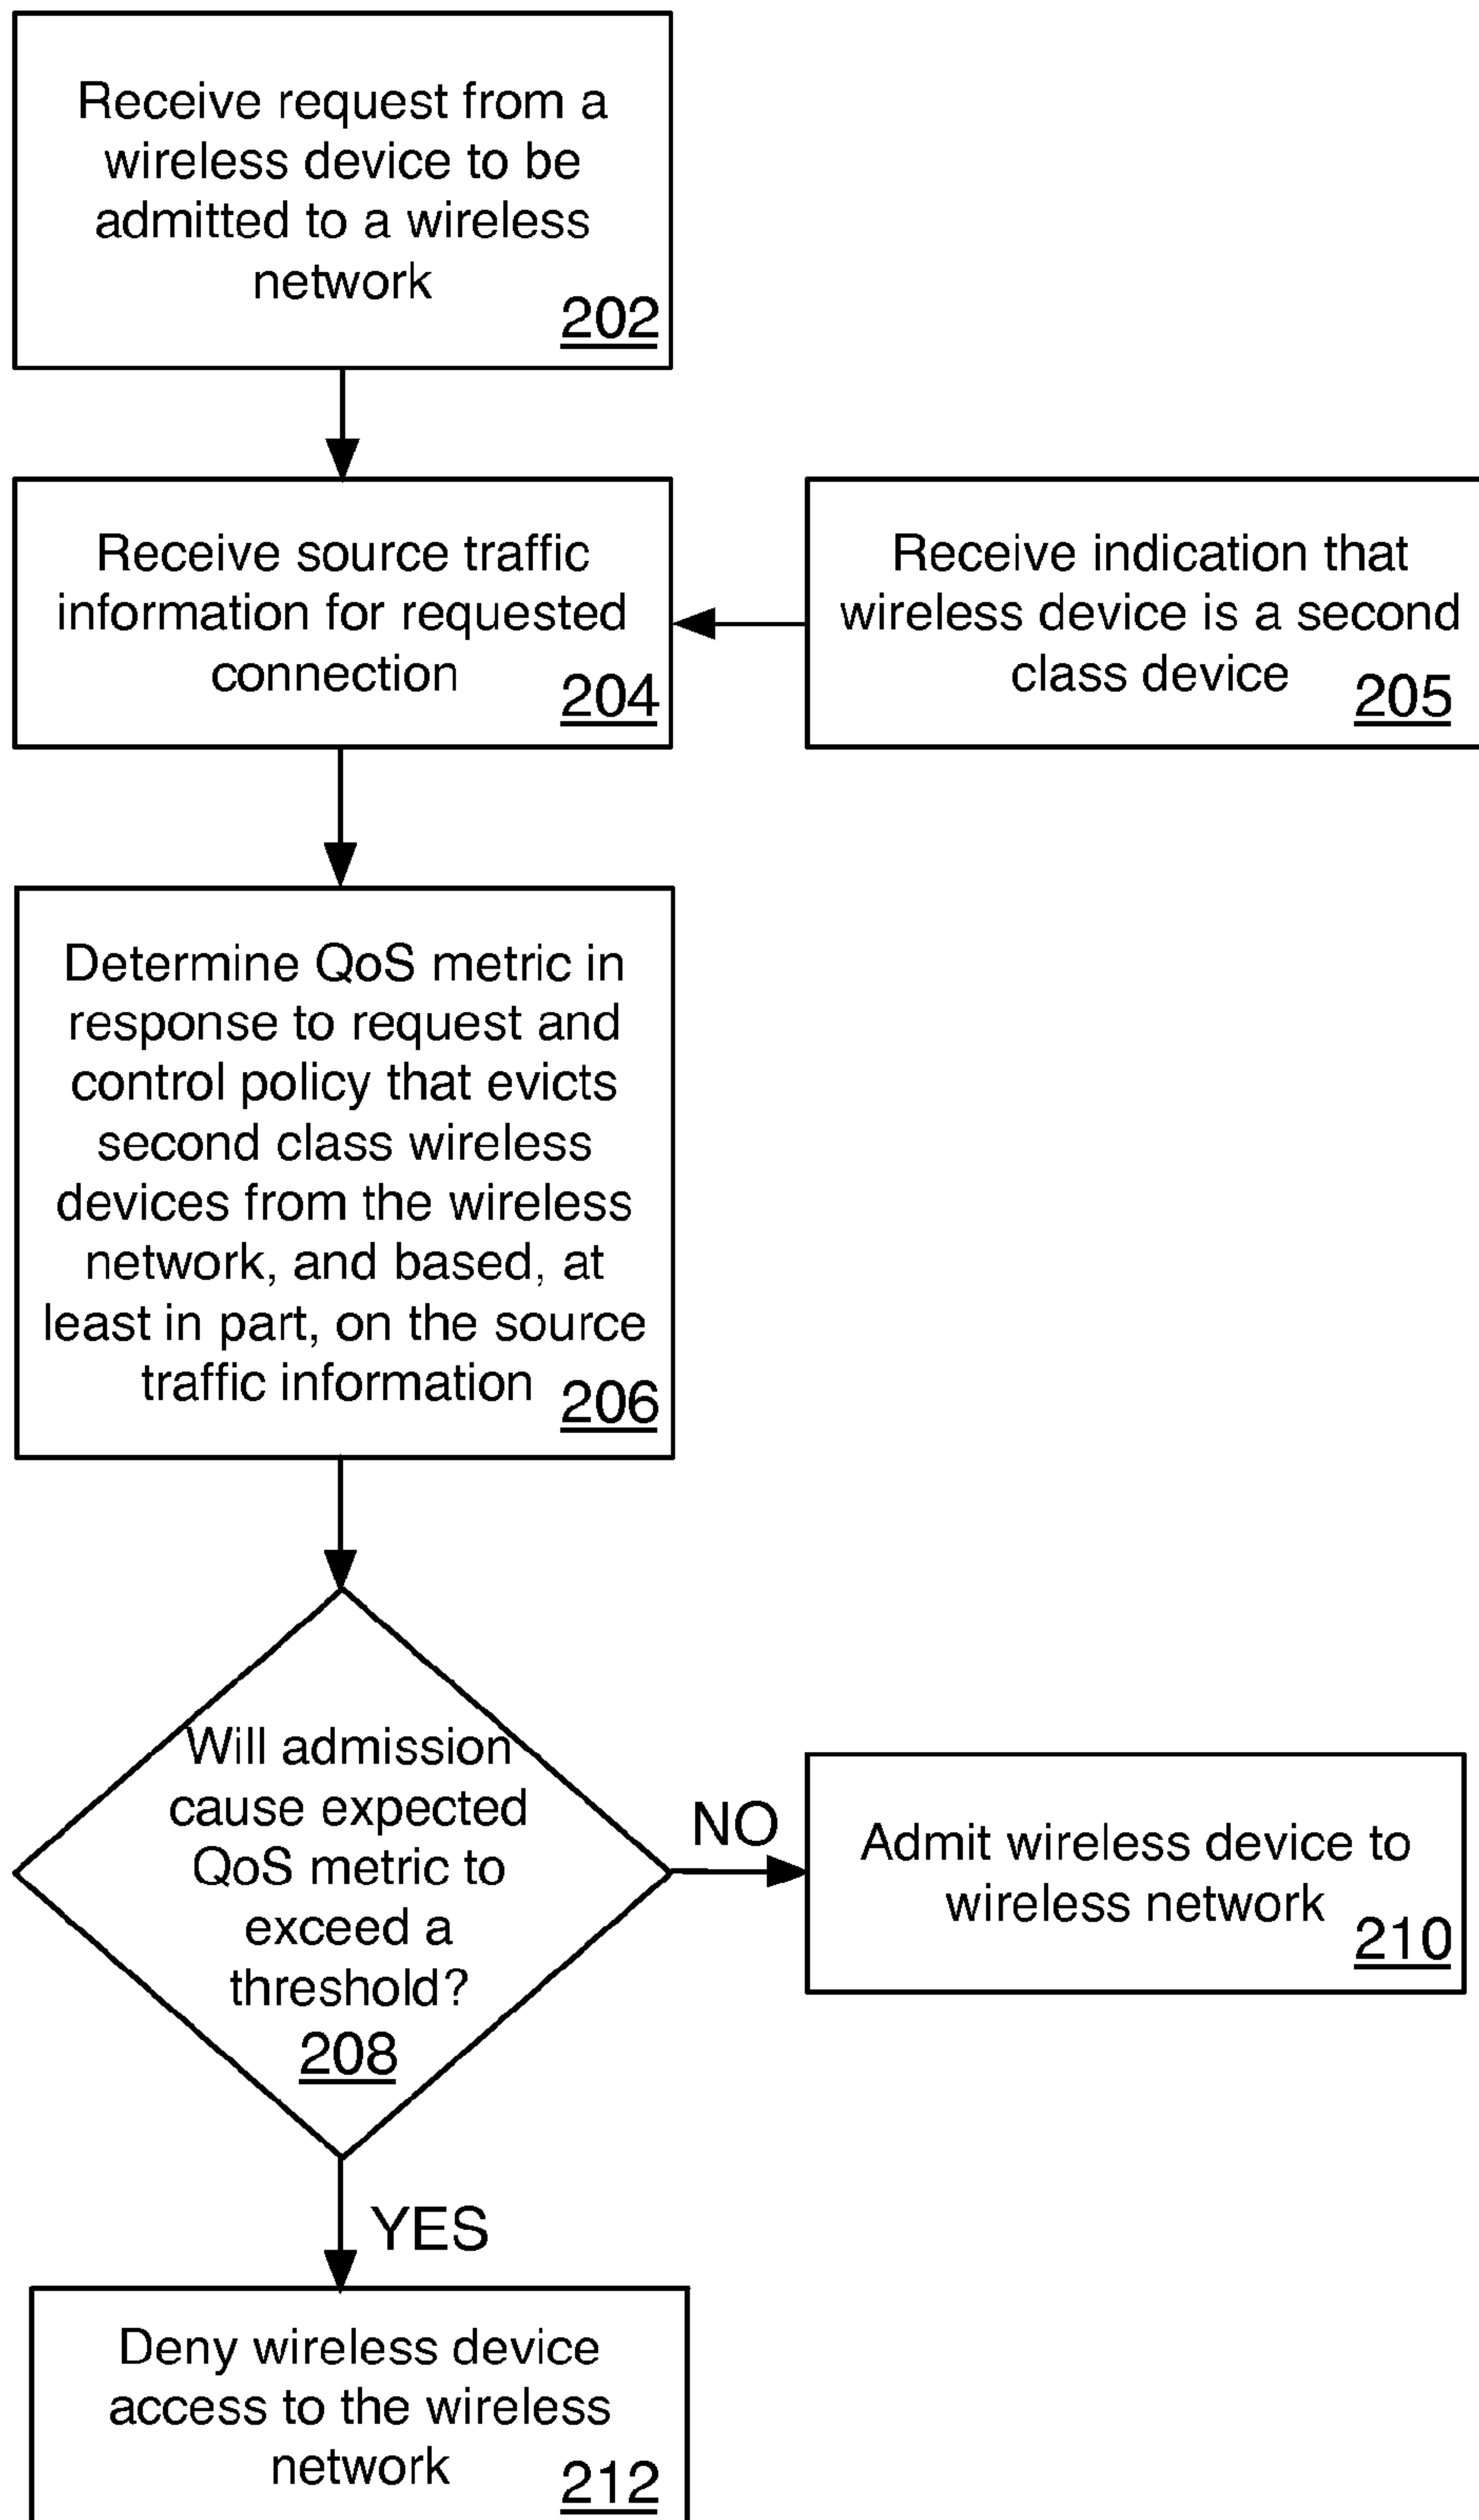 Receive request from a
wireless device to be
admitted to a wireless
network
202
Receive source traffic
information for requested
connection
204
Receive indication that
wireless device is a second
class device
205
Determine QoS metric in
response to request and
control policy that evicts
second class wireless
devices from the wireless
network, and based, at
least in part, on the source
traffic information
206
Will admission
cause expected
QoS metric to
exceed a
threshold?
208
NO
Admit wireless device to
wireless network
210
YES
Deny wireless device
access to the wireless
network
212